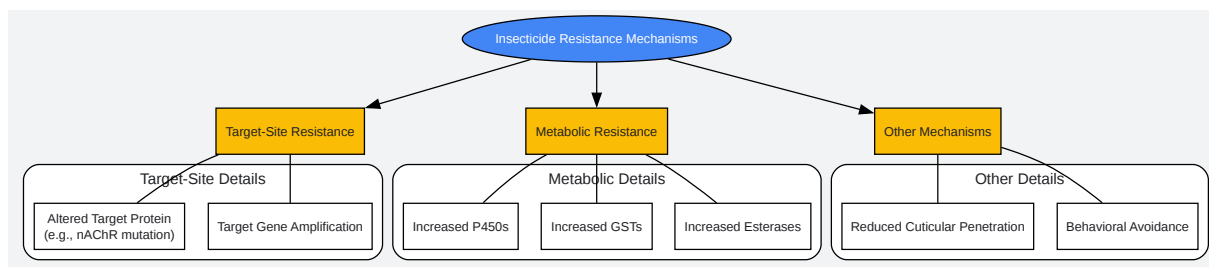 Insecticide Resistance Mechanisms
Target-Site Resistance
Metabolic Resistance
Other Mechanisms
Target-Site Details
Metabolic Details
Other Details
Altered Target Protein
(e.g., nAChR mutation)
Target Gene Amplification
Increased P450s
Increased GSTs
Increased Esterases
Reduced Cuticular Penetration
Behavioral Avoidance